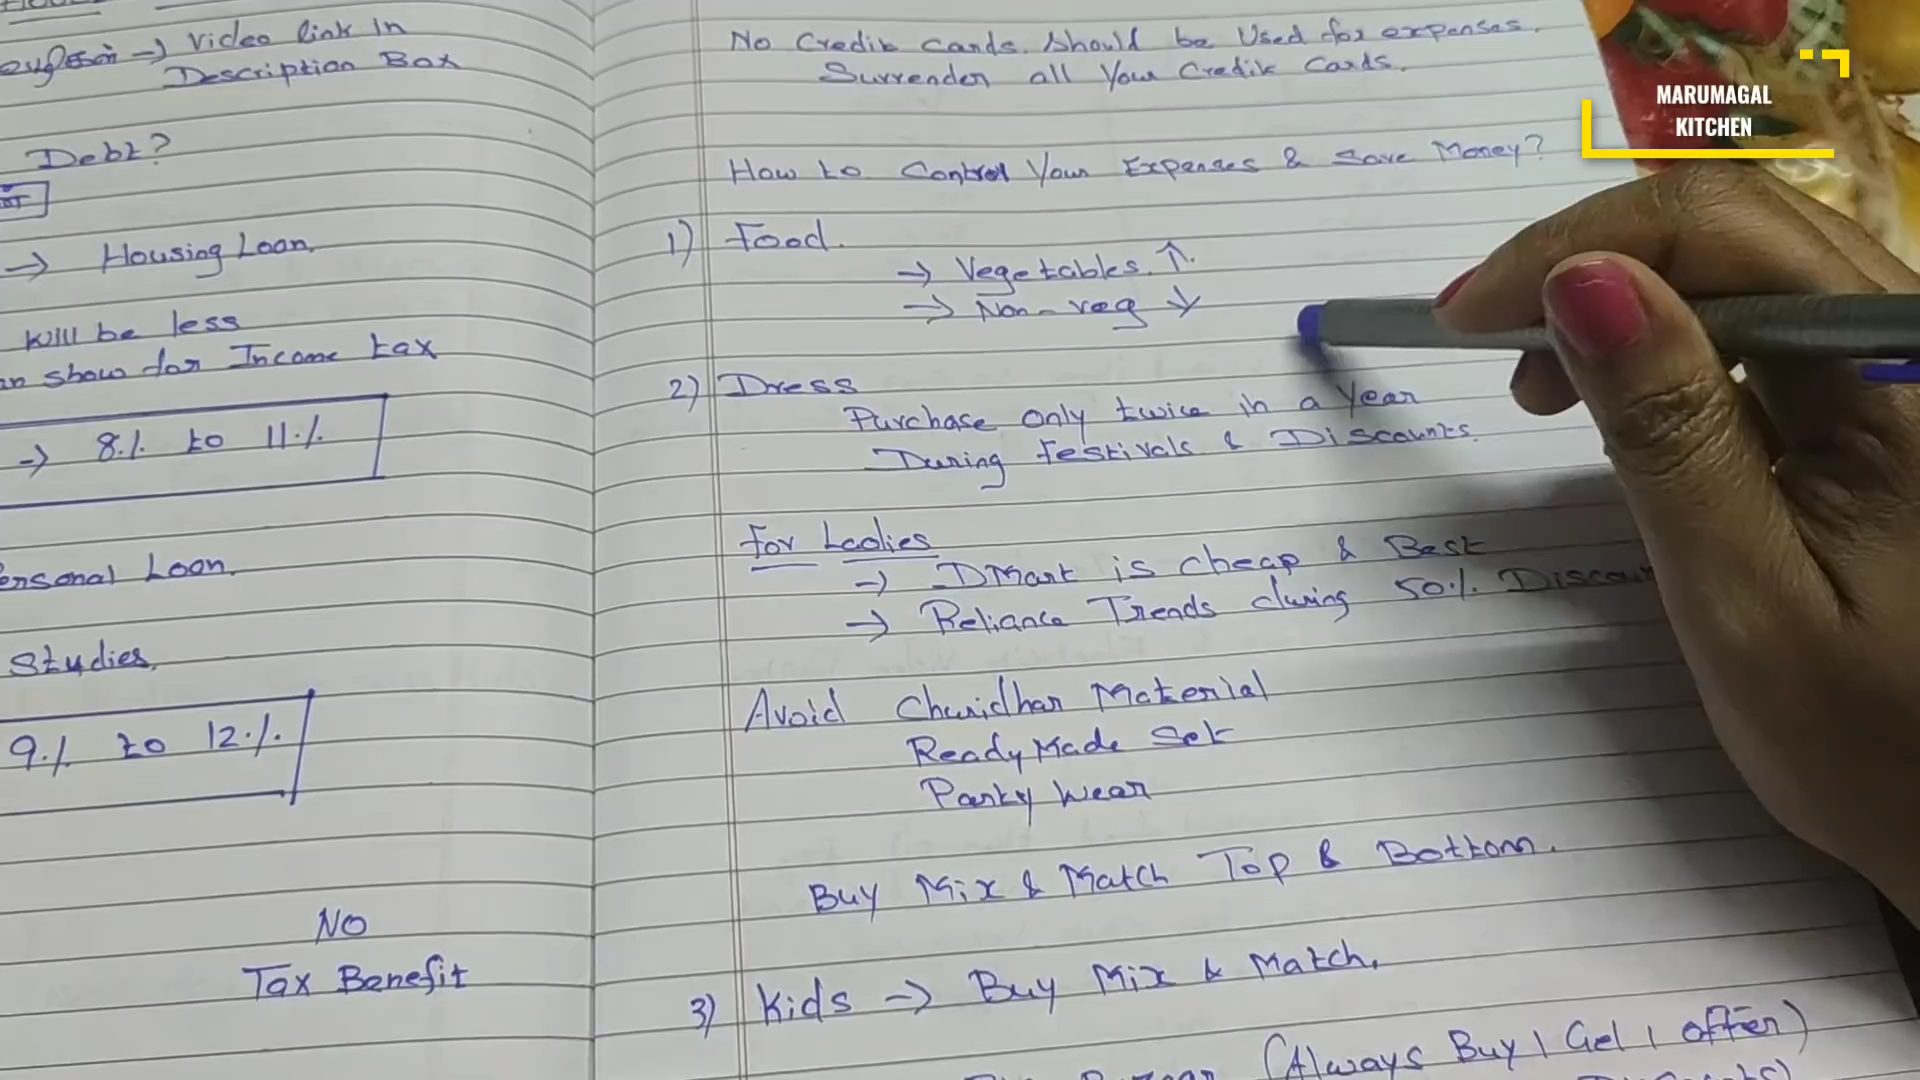 → Video link in
Description Box
Debt?
→ Housing Loan.
will be less
show for Income tax
→ 8% to 11%
Personal Loan.
Studies.
9% to 12%.
NO
Tax Benefit
No Credit Cards should be Used for expenses.
Surrender all Your Credit Cards.
How to Control Your Expenses & Save Money?
1) Food.
→ Vegetables. ↑
→ Non-veg ↓
2) Dress
Purchase only twice in a Year
During Festivals & Discounts.
For Ladies
→ DMart is cheap & Best
→ Reliance Trends during 50% Discoun
Avoid Churidhar Material
ReadyMade Set
Party Wear
Buy Mix & Match Top & Bottom.
3) Kids → Buy Mix & Match.
(Always Buy 1 Get 1 offer)
MARUMAGAL
KITCHEN